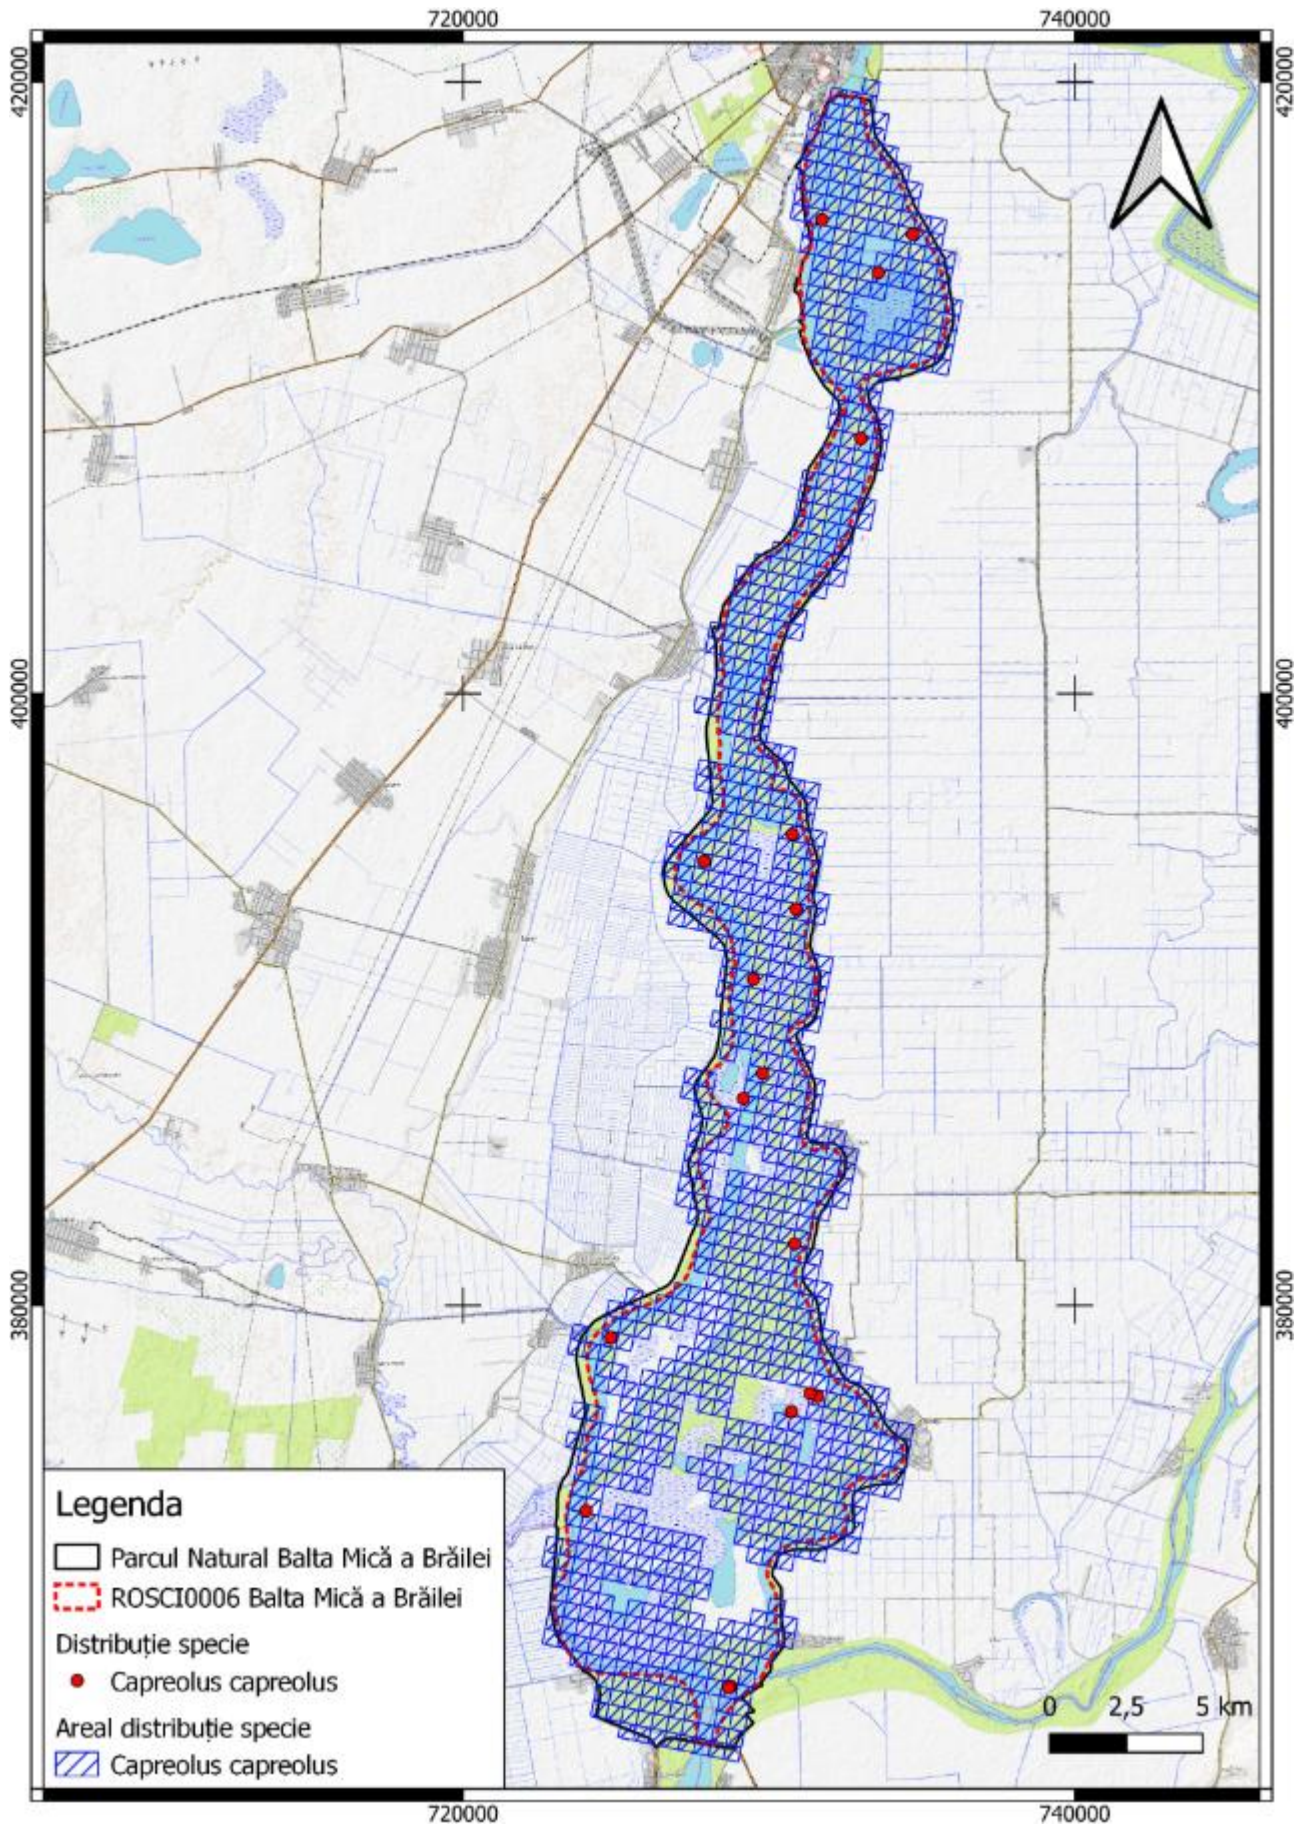 720000 740000
420000 420000
400000 400000
380000 380000
Legenda
Parcul Natural Balta Mică a Brăilei
ROSCI0006 Balta Mică a Brăilei
Distribuție specie
Capreolus capreolus
Areal distribuție specie
Capreolus capreolus
0 2,5 5 km
720000 740000